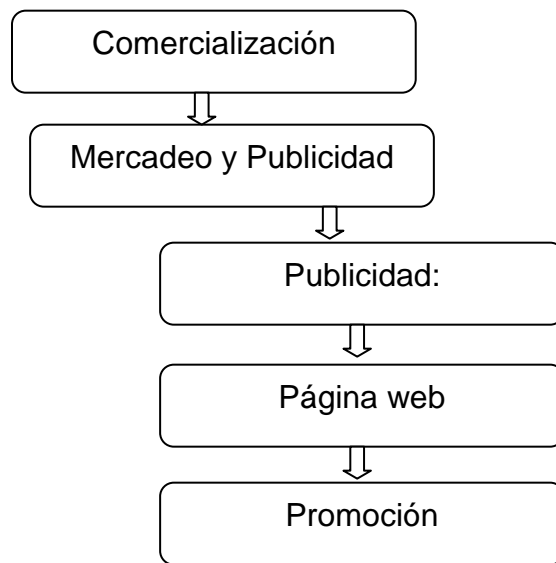 Comercialización
Mercadeo y Publicidad
Publicidad:
Página web
Promoción